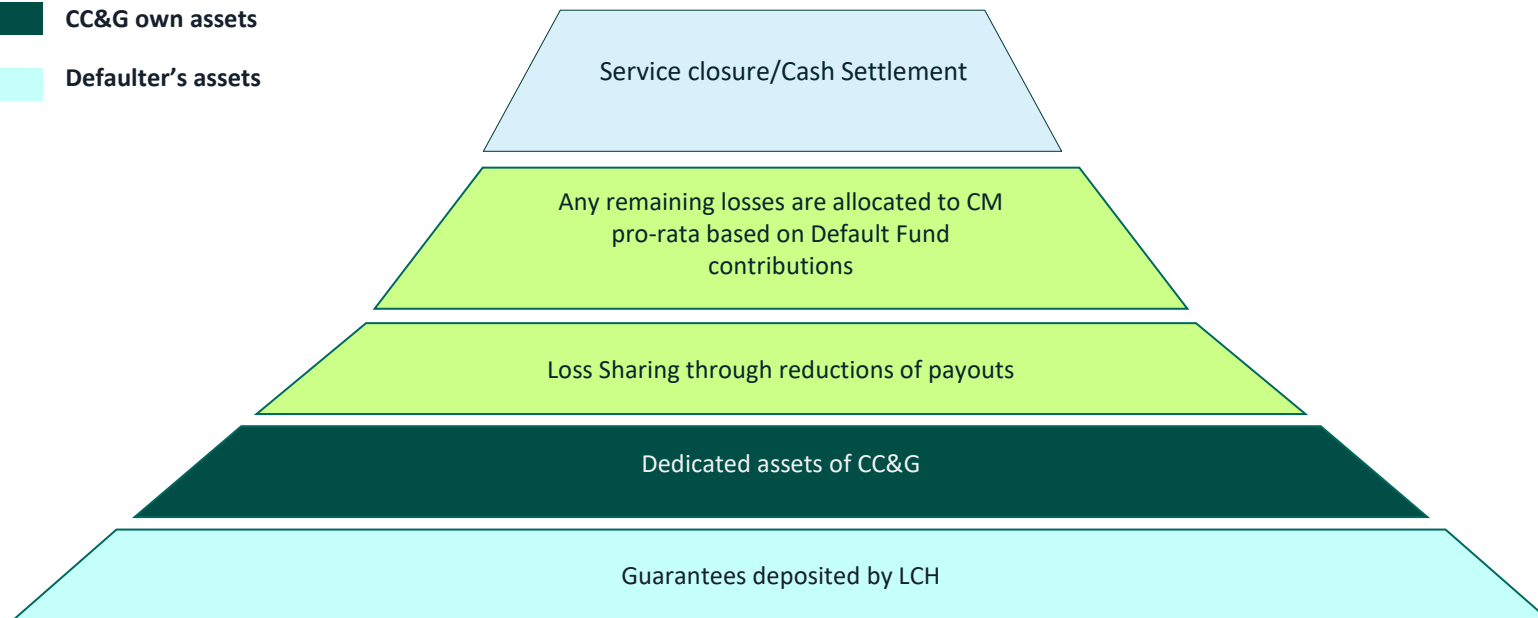 CC&G own assets
Defaulter's assets
Service closure/Cash Settlement
Any remaining losses are allocated to CM
pro-rata based on Default Fund
contributions
Loss Sharing through reductions of payouts
Dedicated assets of CC&G
Guarantees deposited by LCH